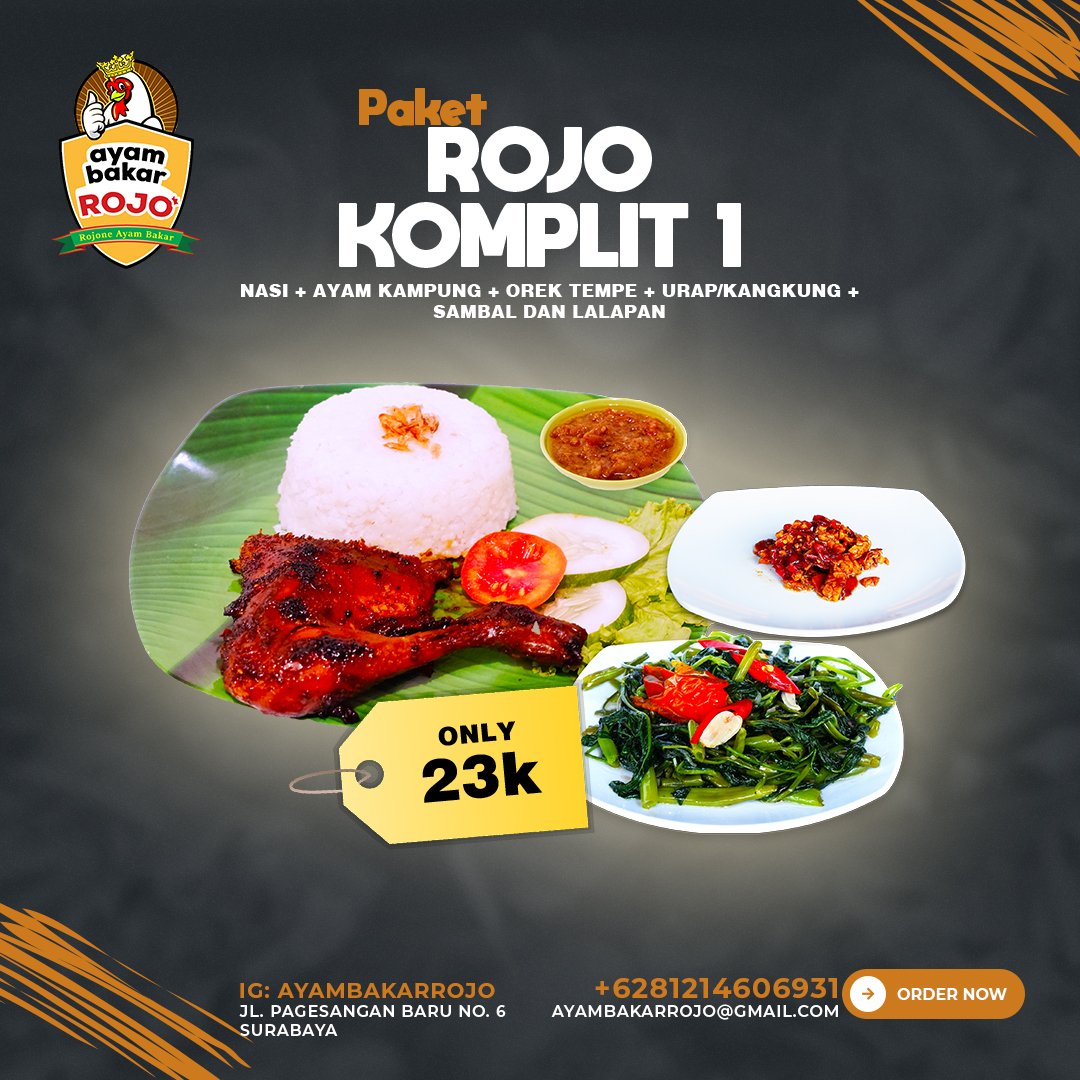 ayam
bakar
ROJO
Rojone Ayam Bakar
Paket
ROJO
KOMPLIT 1
NASI + AYAM KAMPUNG + OREK TEMPE + URAP/KANGKUNG +
SAMBAL DAN LALAPAN
ONLY
23k
IG: AYAMBAKARROJO
JL. PAGESANGAN BARU NO. 6
SURABAYA
+6281214606931
AYAMBAKARROJO@GMAIL.COM
ORDER NOW